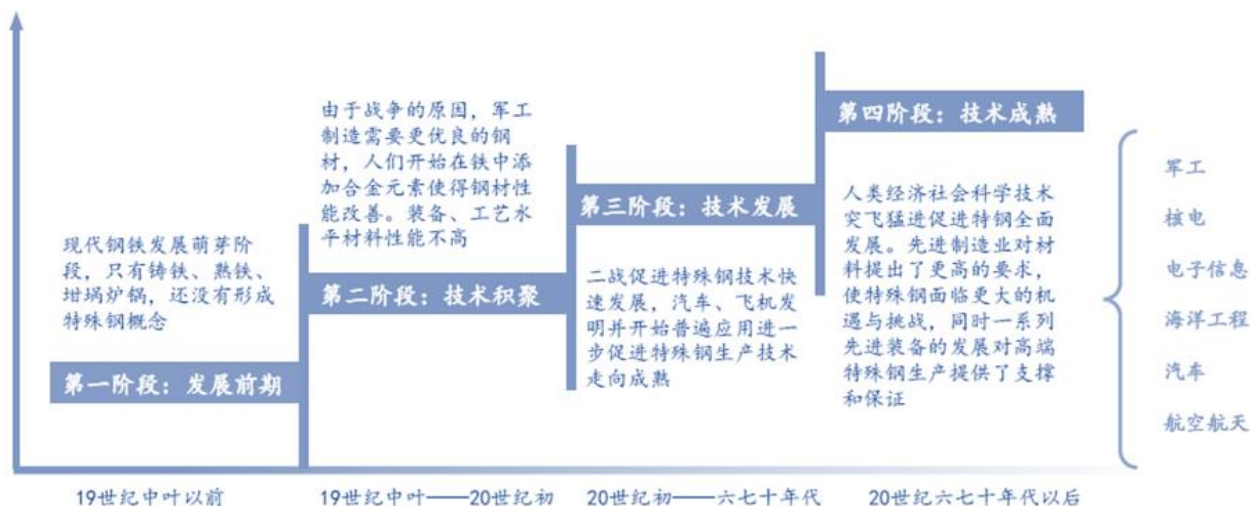 现代钢铁发展萌芽阶
段，只有铸铁、熟铁、
坩埚炉锅，还没有形成
特殊钢概念
第一阶段：发展前期
19世纪中叶以前
由于战争的原因，军工
制造需要更优良的钢
材，人们开始在铁中添
加合金元素使得钢材性
能改善。装备、工艺水
平材料性能不高
第二阶段：技术积聚
19世纪中叶——20世纪初
第三阶段：技术发展
二战促进特殊钢技术快
速发展，汽车、飞机发
明并开始普遍应用进一
步促进特殊钢生产技术
走向成熟
20世纪初——六七十年代
第四阶段：技术成熟
人类经济社会科学技术
突飞猛进促进特钢全面
发展。先进制造业对材
料提出了更高的要求，
使特殊钢面临更大的机
遇与挑战，同时一系列
先进装备的发展对高端
特殊钢生产提供了支撑
和保证
20世纪六七十年代以后
军工
核电
电子信息
海洋工程
汽车
航空航天